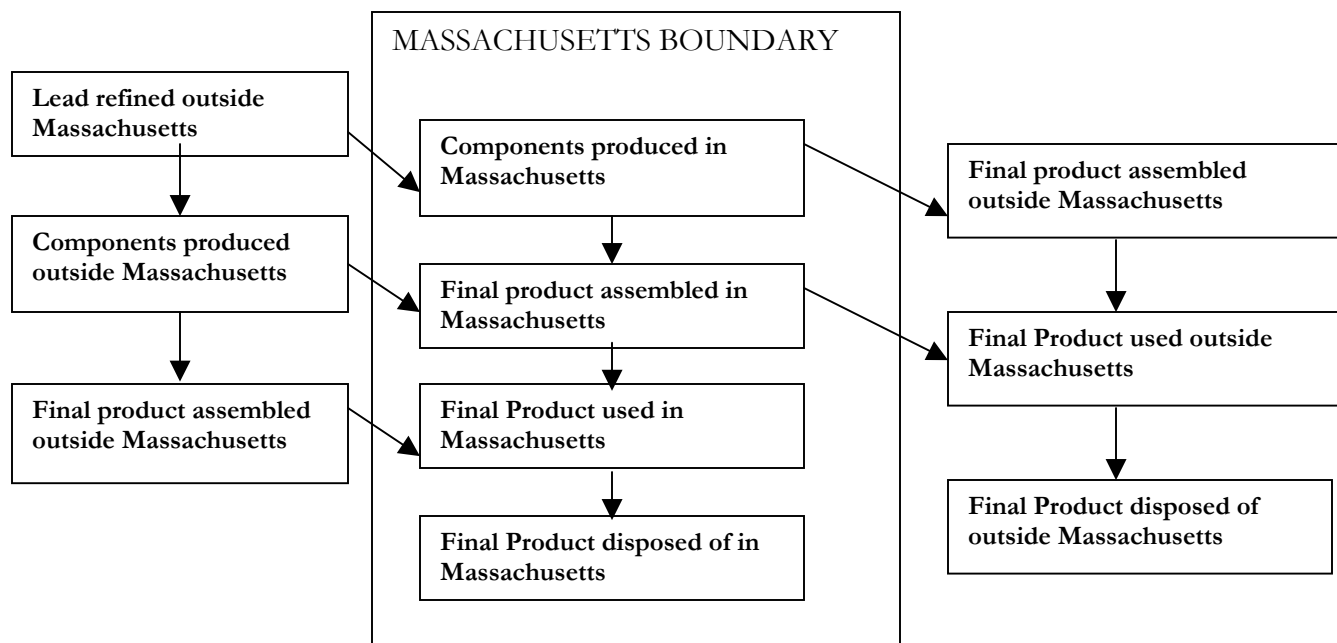 MASSACHUSETTS BOUNDARY
Lead refined outside
Massachusetts
Components produced
outside Massachusetts
Final product assembled
outside Massachusetts
Components produced in
Massachusetts
Final product assembled in
Massachusetts
Final Product used in
Massachusetts
Final Product disposed of in
Massachusetts
Final product assembled
outside Massachusetts
Final Product used outside
Massachusetts
Final Product disposed of
outside Massachusetts